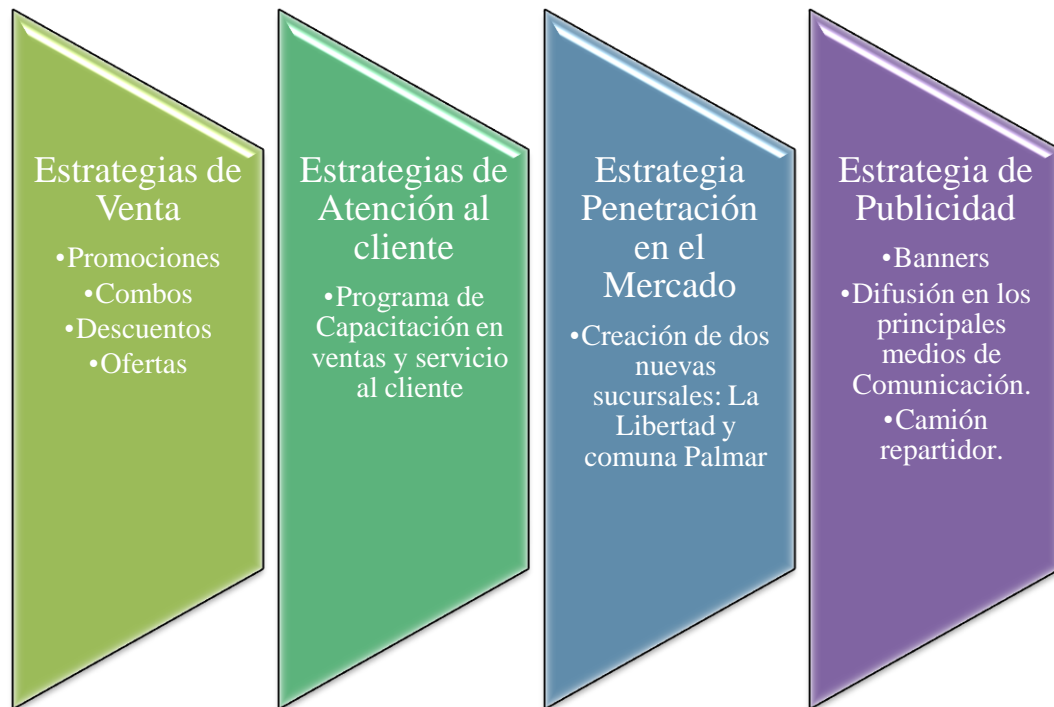 Estrategias de
Venta
•Promociones
•Combos
•Descuentos
•Ofertas
Estrategias de
Atención al
cliente
•Programa de
Capacitación en
ventas y servicio
al cliente
Estrategia
Penetración
en el
Mercado
•Creación de dos
nuevas
sucursales: La
Libertad y
comuna Palmar
Estrategia de
Publicidad
•Banners
•Difusión en los
principales
medios de
Comunicación.
•Camión
repartidor.